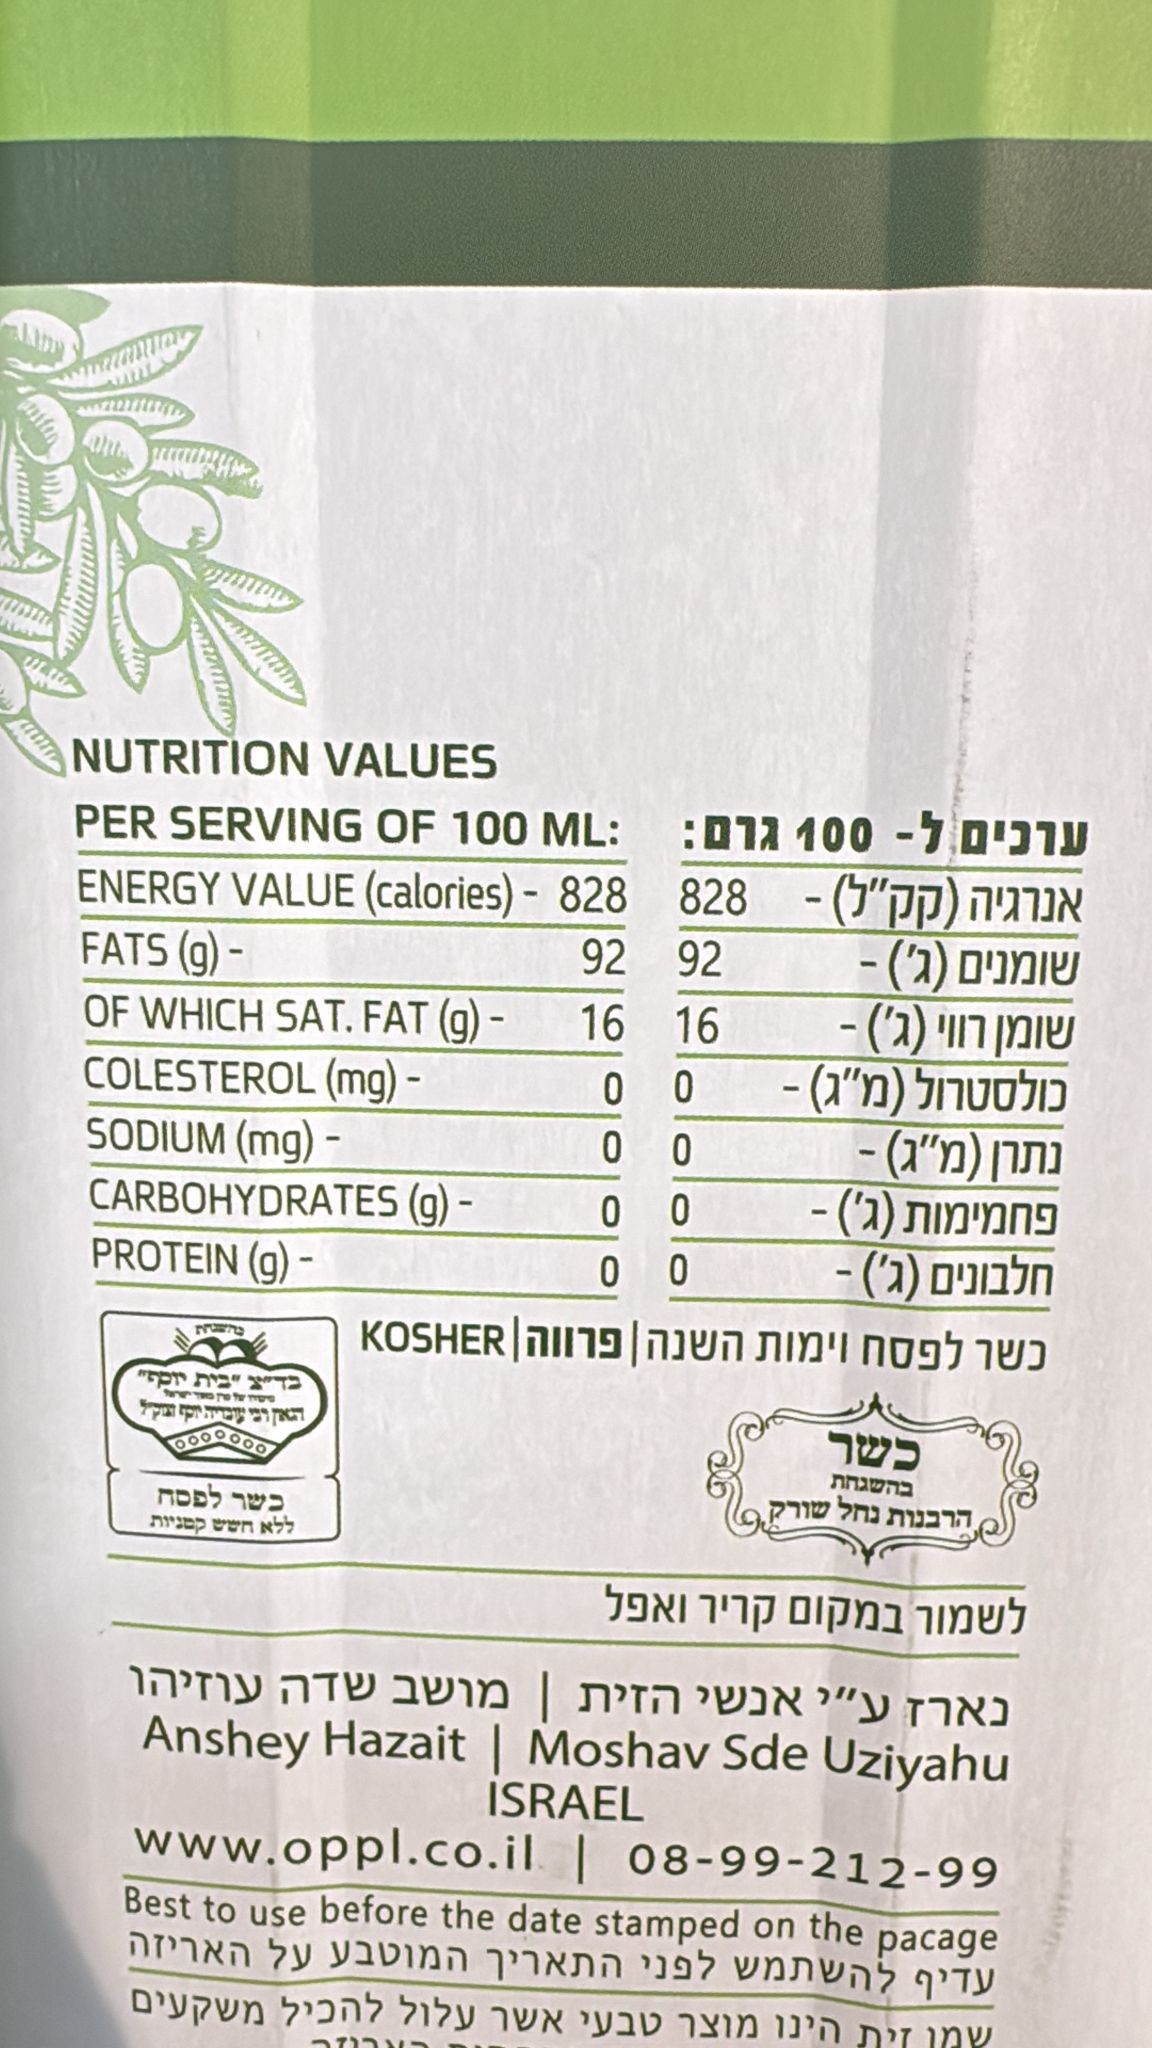 NUTRITION VALUES
PER SERVING OF 100 ML:
ENERGY VALUE (calories) - 828
FATS (g) - 92
OF WHICH SAT. FAT (g) - 16
COLESTEROL (mg) - 0
SODIUM (mg) - 0
CARBOHYDRATES (g) - 0
PROTEIN (g) - 0
ערכים ל- 100 גרם:
אנרגיה (קק"ל) - 828
שומנים (ג') - 92
שומן רווי (ג') - 16
כולסטרול (מ"ג) - 0
נתרן (מ"ג) - 0
פחמימות (ג') - 0
חלבונים (ג') - 0
כשר לפסח וימות השנה|פרווה|KOSHER
בהשגחת
בד"צ "בית יוסף"
הגאון רבי עובדיה יוסף זצוק"ל
כשר לפסח
ללא חשש קטניות
כשר
בהשגחת
הרבנות נחל שורק
לשמור במקום קריר ואפל
נארז ע"י אנשי הזית | מושב שדה עוזיהו
Anshey Hazait | Moshav Sde Uziyahu
ISRAEL
www.oppl.co.il | 08-99-212-99
Best to use before the date stamped on the pacage
עדיף להשתמש לפני התאריך המוטבע על האריזה
שמן זית הינו מוצר טבעי אשר עלול להכיל משקעים